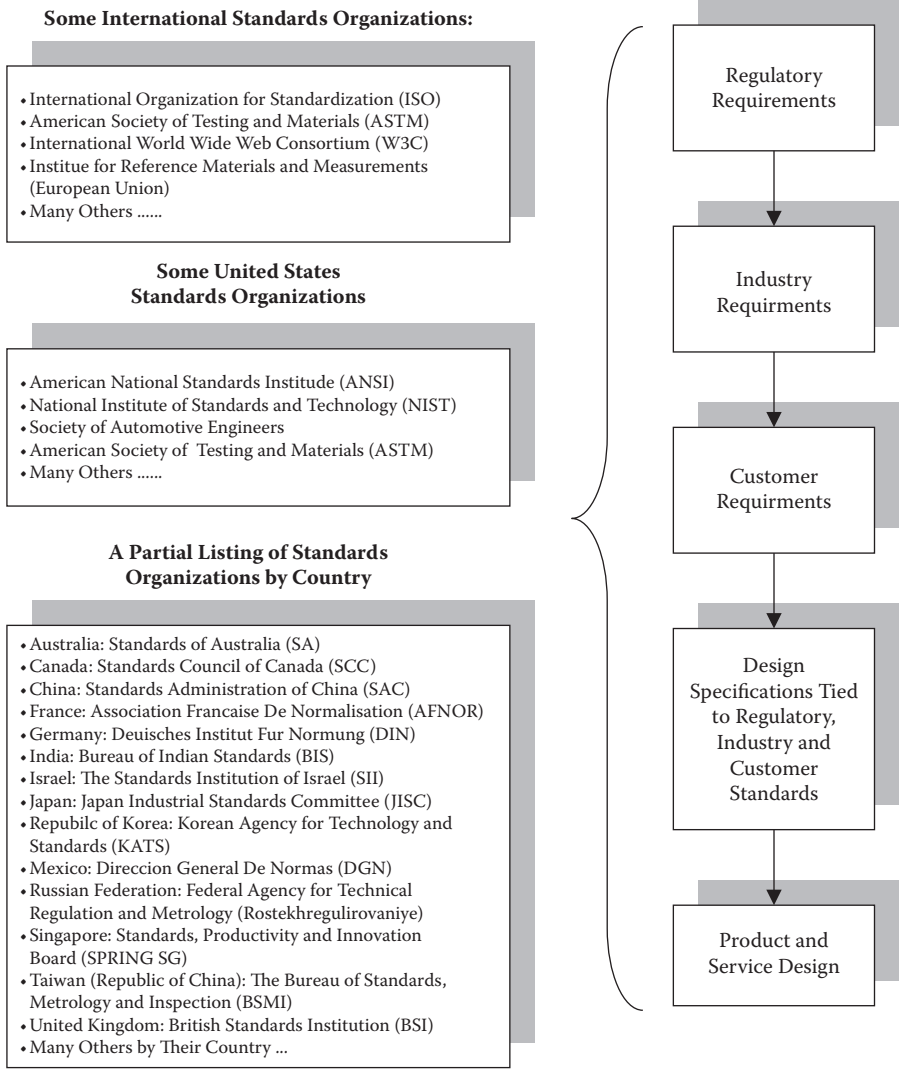 Some International Standards Organizations:
• International Organization for Standardization (ISO)
• American Society of Testing and Materials (ASTM)
• International World Wide Web Consortium (W3C)
• Institue for Reference Materials and Measurements
(European Union)
• Many Others ......
Some United States
Standards Organizations
• American National Standards Institude (ANSI)
• National Institute of Standards and Technology (NIST)
• Society of Automotive Engineers
• American Society of Testing and Materials (ASTM)
• Many Others ......
A Partial Listing of Standards
Organizations by Country
• Australia: Standards of Australia (SA)
• Canada: Standards Council of Canada (SCC)
• China: Standards Administration of China (SAC)
• France: Association Francaise De Normalisation (AFNOR)
• Germany: Deuisches Institut Fur Normung (DIN)
• India: Bureau of Indian Standards (BIS)
• Israel: The Standards Institution of Israel (SII)
• Japan: Japan Industrial Standards Committee (JISC)
• Repubilc of Korea: Korean Agency for Technology and
Standards (KATS)
• Mexico: Direccion General De Normas (DGN)
• Russian Federation: Federal Agency for Technical
Regulation and Metrology (Rostekhregulirovaniye)
• Singapore: Standards, Productivity and Innovation
Board (SPRING SG)
• Taiwan (Republic of China): The Bureau of Standards,
Metrology and Inspection (BSMI)
• United Kingdom: British Standards Institution (BSI)
• Many Others by Their Country ...
Regulatory
Requirements
Industry
Requirments
Customer
Requirments
Design
Specifications Tied
to Regulatory,
Industry and
Customer
Standards
Product and
Service Design